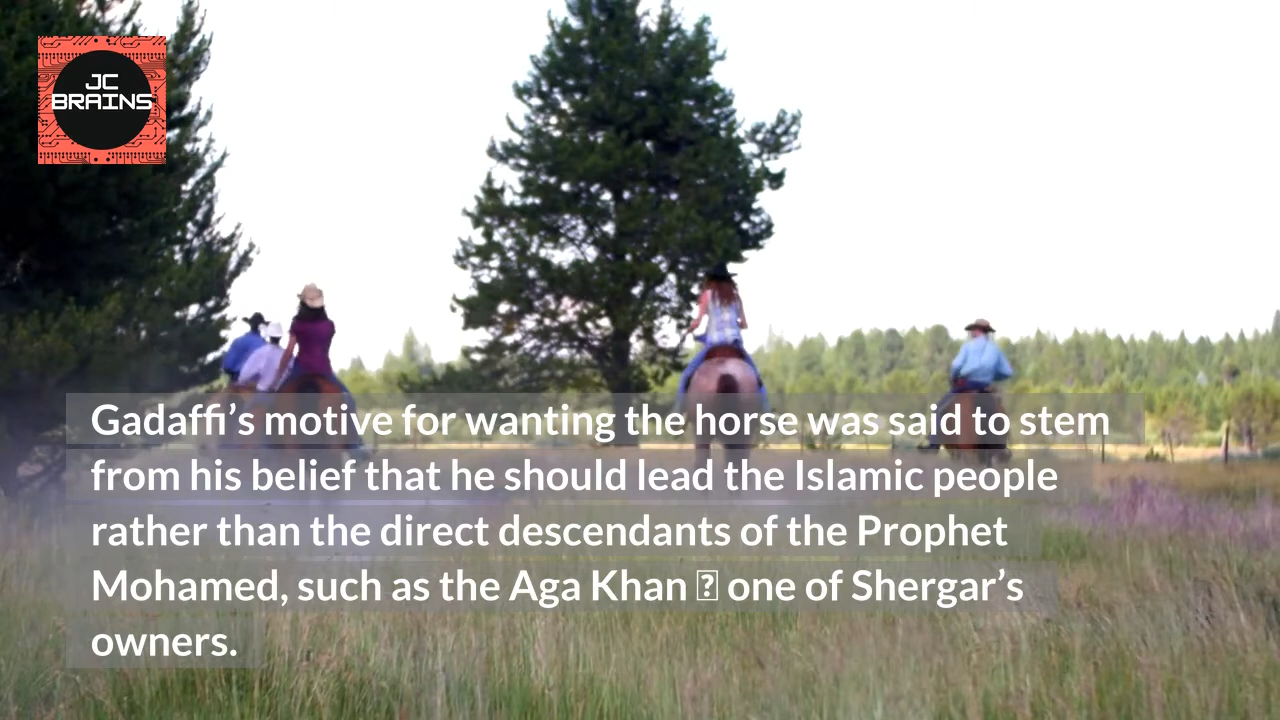 JC
BRAINS
Gadaffi’s motive for wanting the horse was said to stem
from his belief that he should lead the Islamic people
rather than the direct descendants of the Prophet
Mohamed, such as the Aga Khan � one of Shergar’s
owners.